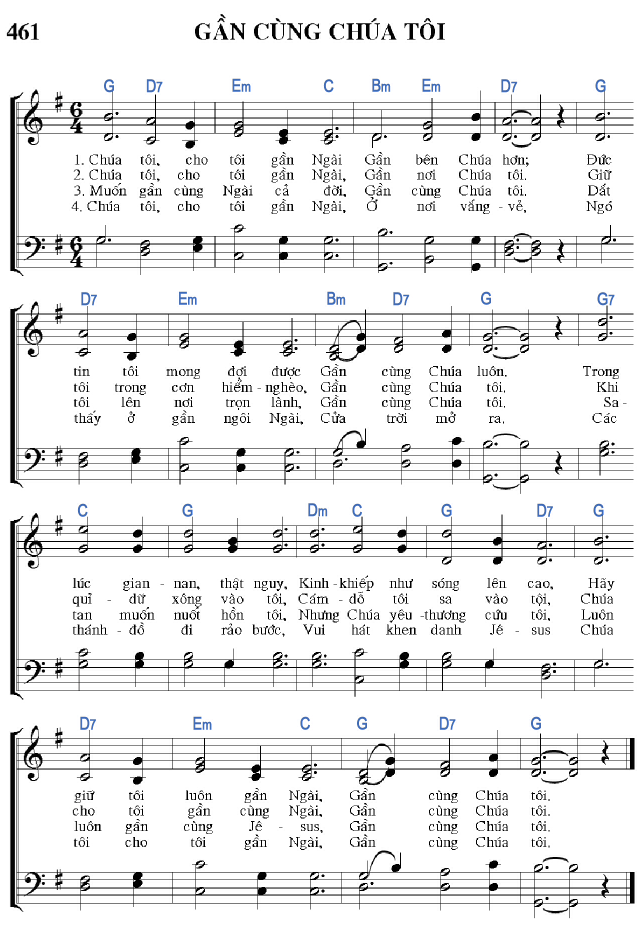 461 GẦN CÙNG CHÚA TÔI
G D7 Em C Bm Em D7 G
6 4
1. Chúa tôi, cho tôi gần Ngài Gần bên Chúa hơn; Đức
2. Chúa tôi, cho tôi gần Ngài, Gần nơi Chúa tôi. Giữ
3. Muốn gần cùng Ngài cả đời, Gần cùng Chúa tôi. Dắt
4. Chúa tôi, cho tôi gần Ngài, Ở nơi vấng-vẻ, Ngó
6 4
D7 Em Bm D7 G G7
tin tôi mong đợi được Gần cùng Chúa luôn. Trong
tôi trong cơn hiểm-nghèo, Gần cùng Chúa tôi. Khi
tôi lên nơi trọn lành, Gần cùng Chúa tôi. Sa-
thấy ở gần ngôi Ngài, Cửa trời mở ra. Các
C G Dm C G D7 G
lúc gian-nan, thật nguy, Kinh-khiếp như sóng lên cao, Hãy
quỉ-dữ xông vào tôi, Cám-dỗ tôi sa vào tội, Chúa
tan muốn nuốt hồn tôi, Nhưng Chúa yêu-thương cứu tôi, Luôn
thánh-đồ đi rảo bước, Vui hát khen danh Jê-sus Chúa
D7 Em C G D7 G
giữ tôi luôn gần Ngài, Gần cùng Chúa tôi.
cho tôi gần cùng Ngài, Gần cùng Chúa tôi.
luôn gần cùng Jê-sus, Gần cùng Chúa tôi.
tôi cho tôi gần Ngài, Gần cùng Chúa tôi.